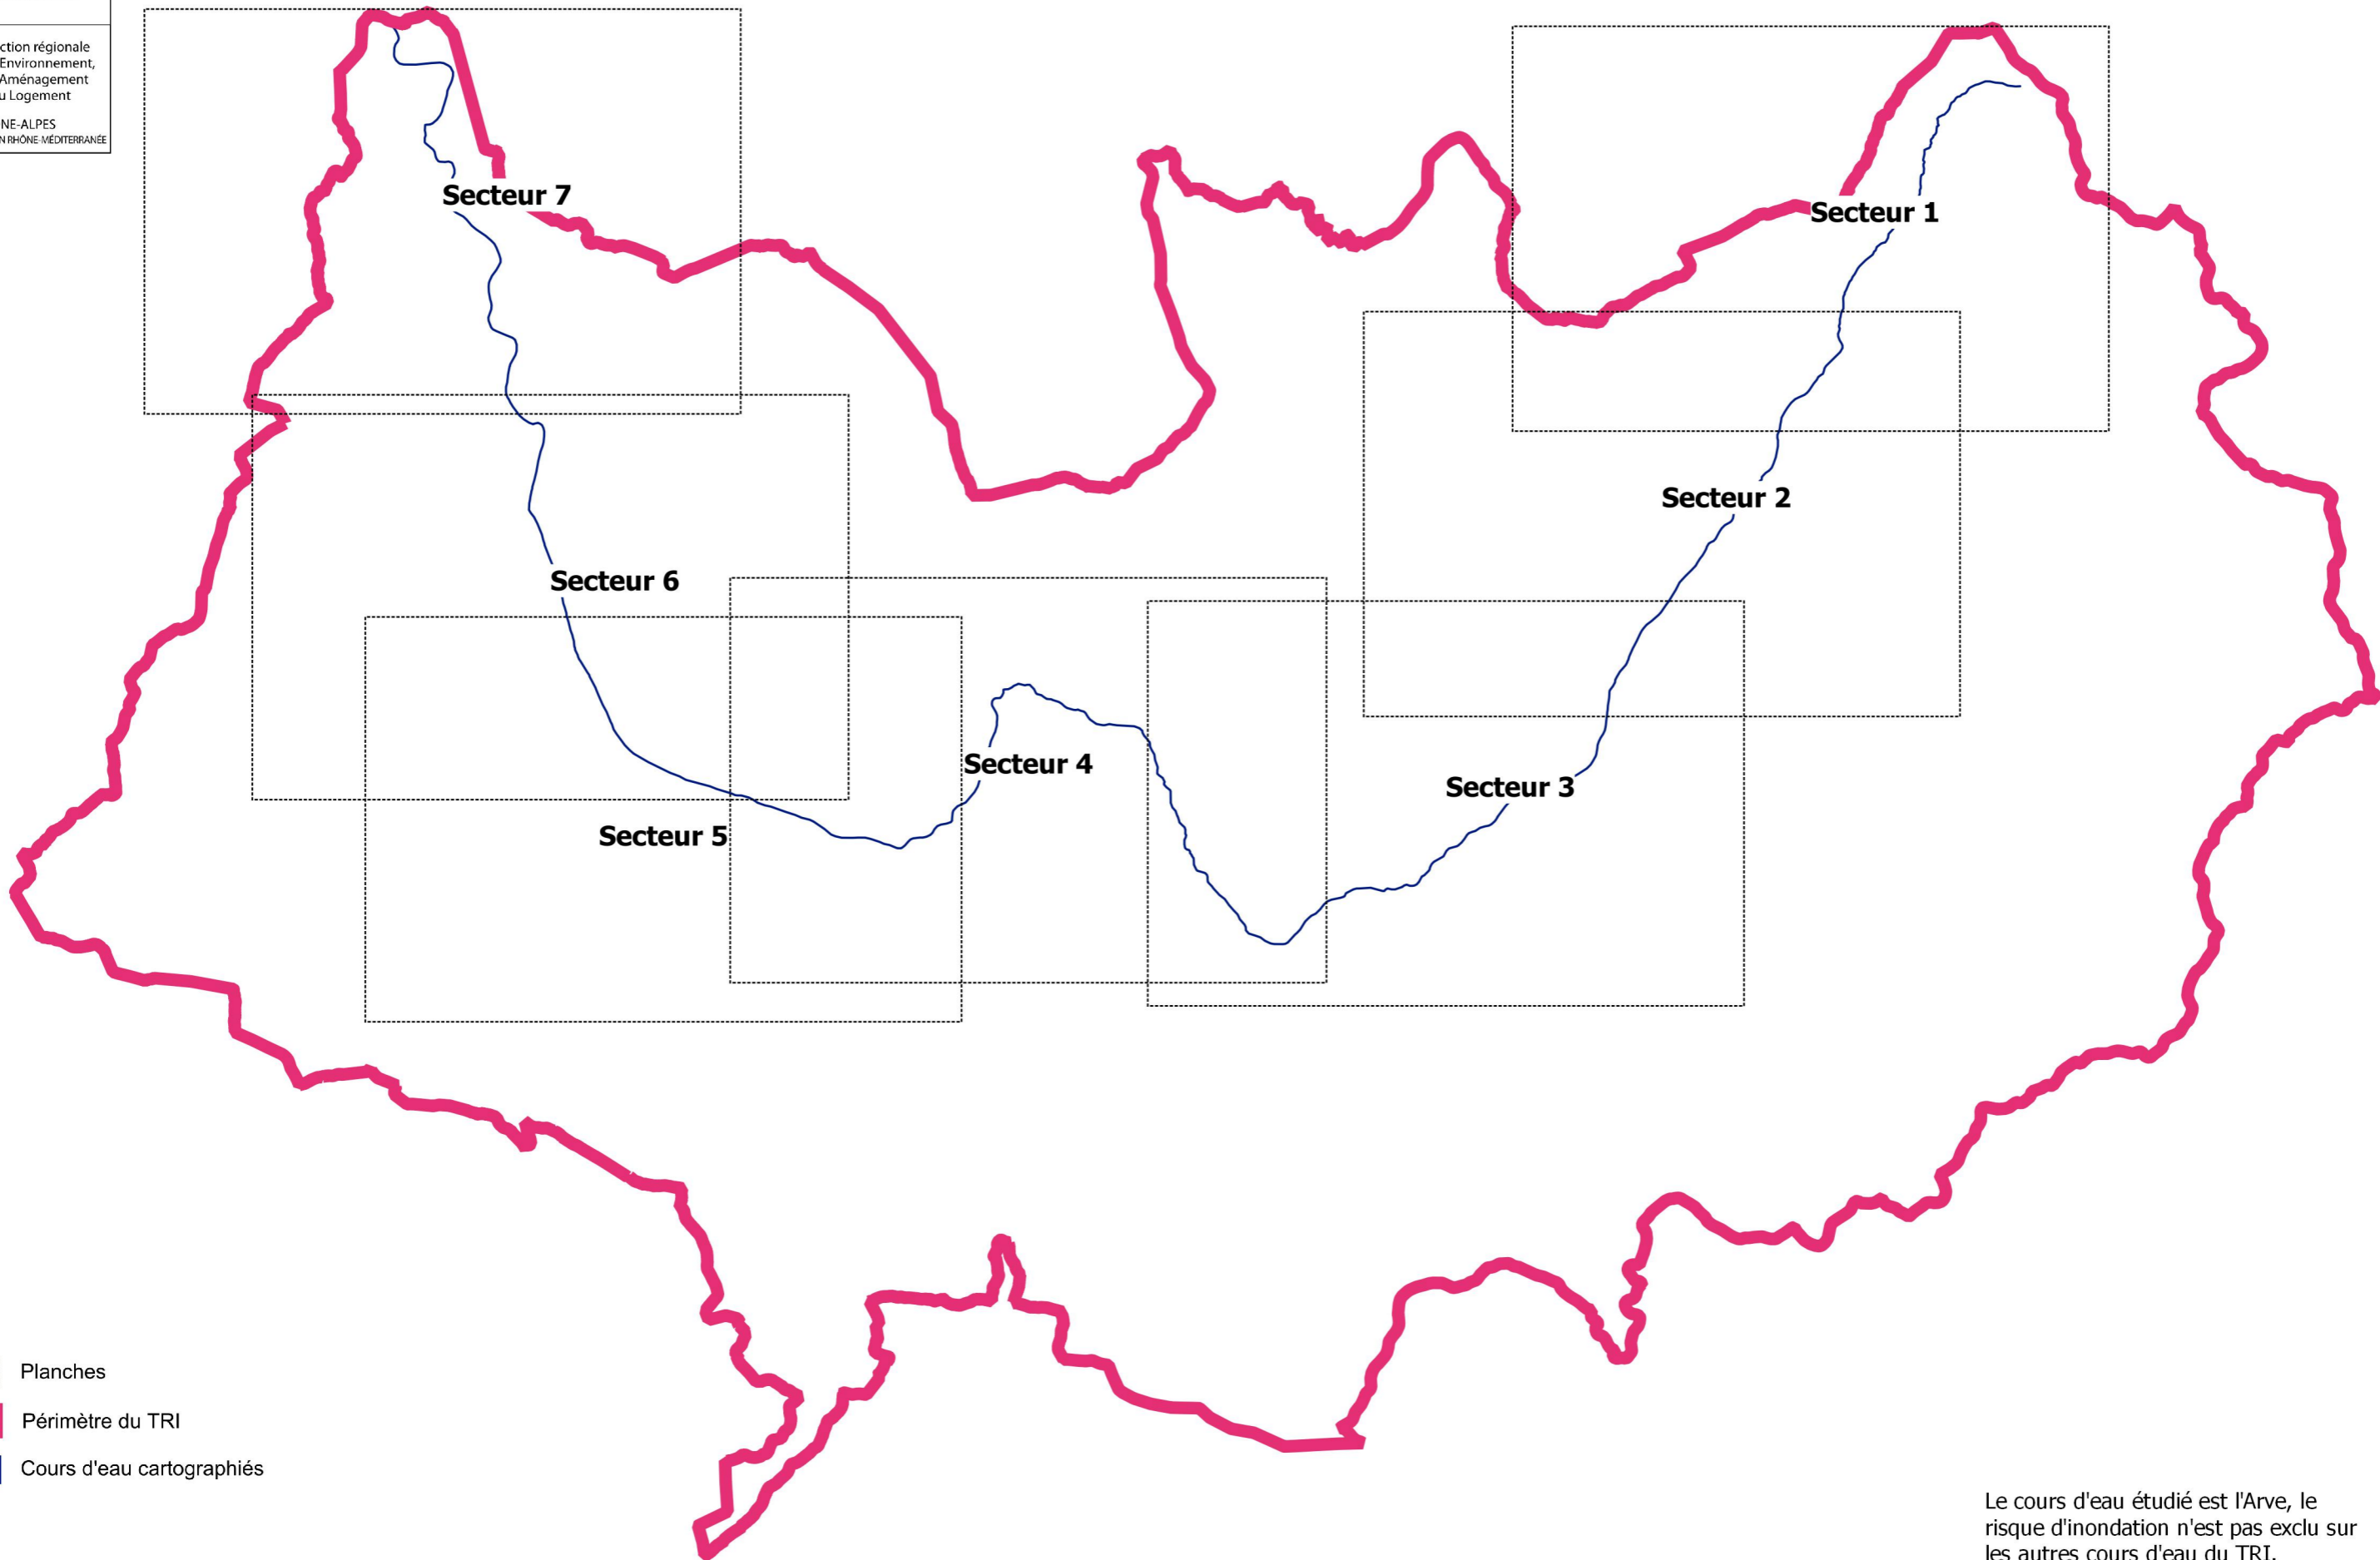 ction régionale
Environnement,
Aménagement
u Logement
NE-ALPES
N RHÔNE-MÉDITERRANÉE
Secteur 7
Secteur 1
Secteur 2
Secteur 6
Secteur 4
Secteur 3
Secteur 5
Planches
Périmètre du TRI
Cours d'eau cartographiés
Le cours d'eau étudié est l'Arve, le
risque d'inondation n'est pas exclu sur
les autres cours d'eau du TRI.